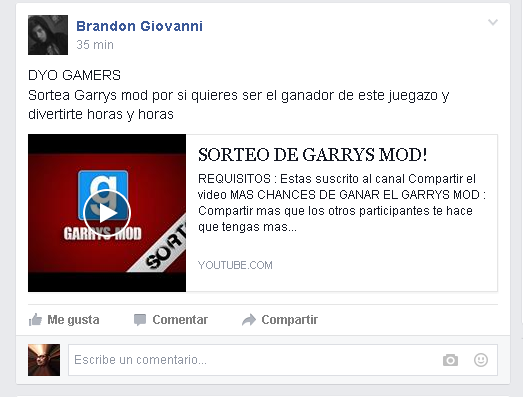 Brandon Giovanni
35 min
DYO GAMERS
Sortea Garrys mod por si quieres ser el ganador de este juegazo y
divertirte horas y horas
g
GARRYS MOD
SORT
SORTEO DE GARRYS MOD!
REQUISITOS : Estas suscrito al canal Compartir el
video MAS CHANCES DE GANAR EL GARRYS MOD :
Compartir mas que los otros participantes te hace
que tengas mas...
YOUTUBE.COM
Me gusta Comentar Compartir
Escribe un comentario...